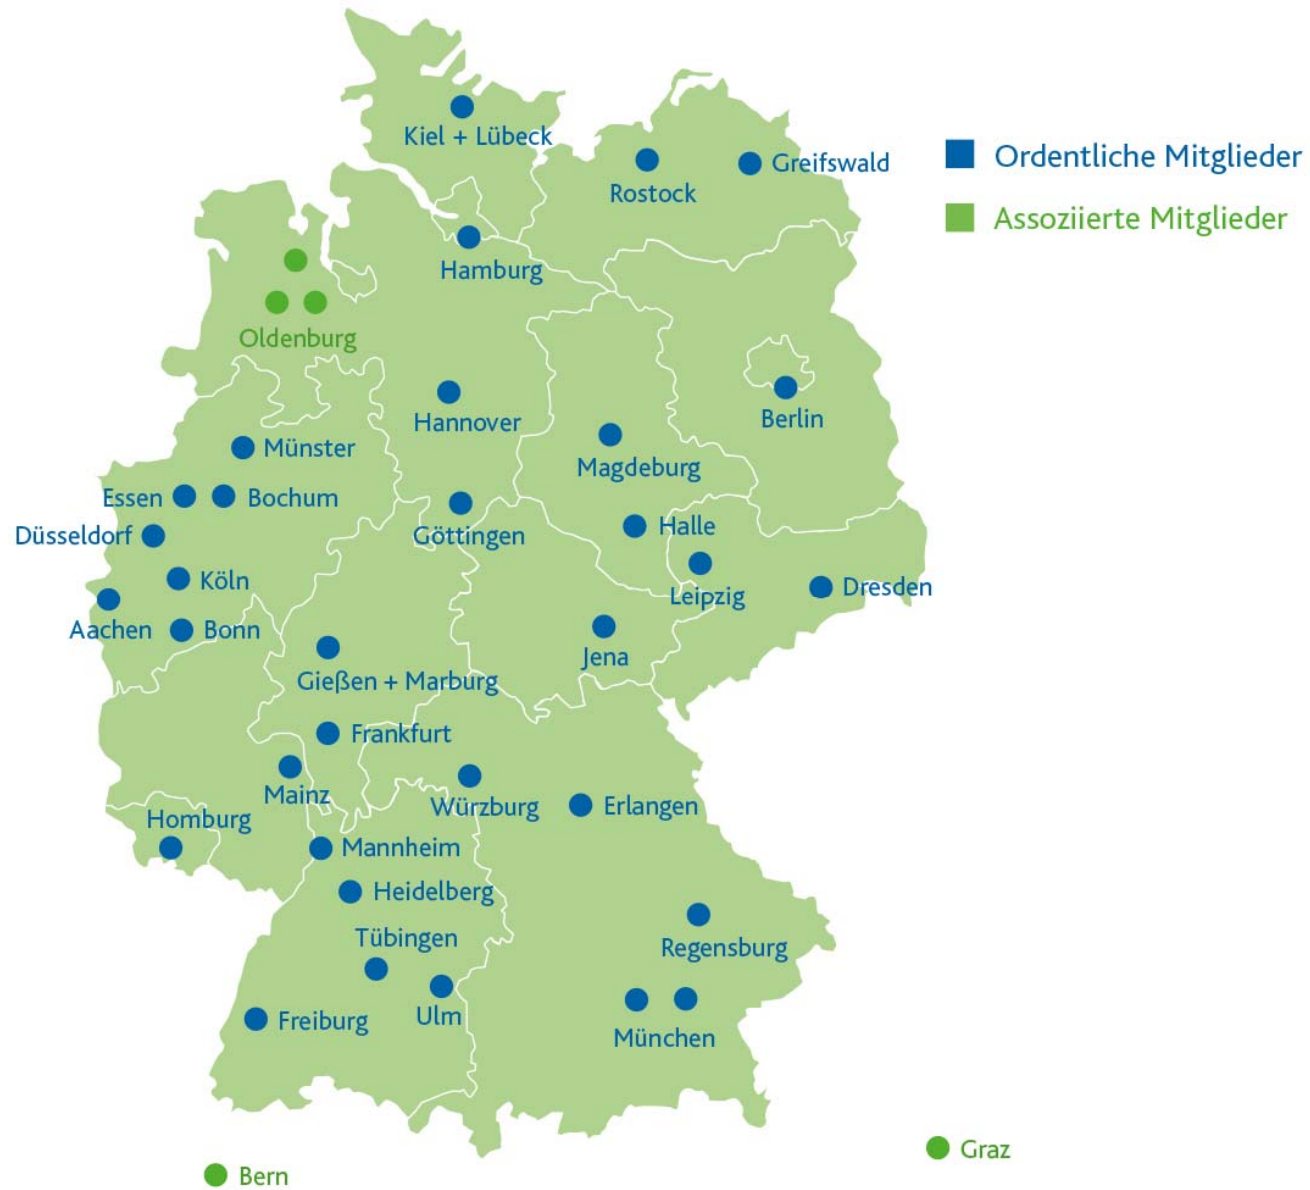 Kiel + Lübeck
Ordentliche Mitglieder
Greifswald
Rostock
Assoziierte Mitglieder
Hamburg
Oldenburg
Hannover
Berlin
Münster
Magdeburg
Essen
Bochum
Halle
Düsseldorf
Göttingen
Köln
Dresden
Leipzig
Aachen
Bonn
Jena
Gießen + Marburg
Frankfurt
Mainz
Würzburg
Erlangen
Homburg
Mannheim
Heidelberg
Tübingen
Regensburg
Ulm
Freiburg
München
Graz
Bern